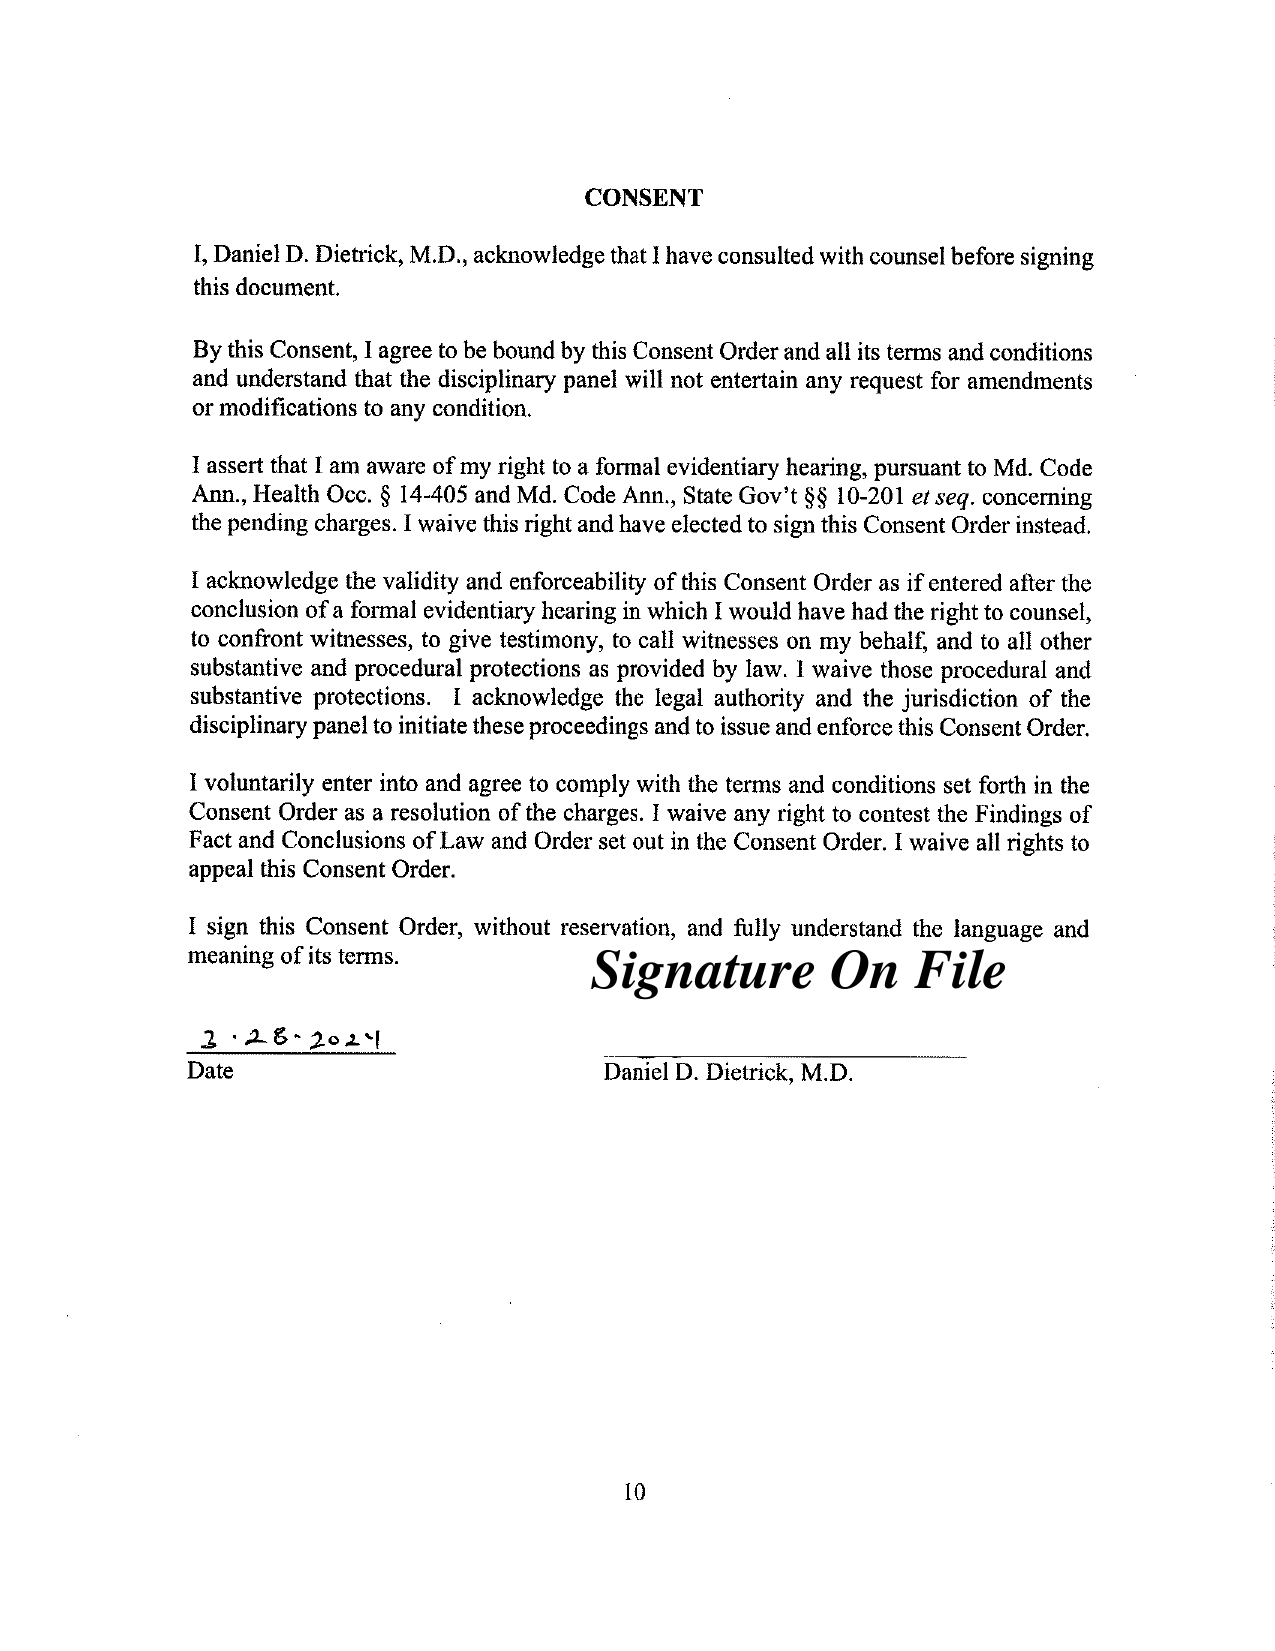 CONSENT
I, Daniel D. Dietrick, M.D., acknowledge that I have consulted with counsel before signing
this document.
By this Consent, I agree to be bound by this Consent Order and all its terms and conditions
and understand that the disciplinary panel will not entertain any request for amendments
or modifications to any condition.
I assert that I am aware of my right to a formal evidentiary hearing, pursuant to Md. Code
Ann., Health Occ. § 14-405 and Md. Code Ann., State Gov't §§ 10-201 et seq. concerning
the pending charges. I waive this right and have elected to sign this Consent Order instead.
I acknowledge the validity and enforceability of this Consent Order as if entered after the
conclusion of a formal evidentiary hearing in which I would have had the right to counsel,
to confront witnesses, to give testimony, to call witnesses on my behalf, and to all other
substantive and procedural protections as provided by law. I waive those procedural and
substantive protections. I acknowledge the legal authority and the jurisdiction of the
disciplinary panel to initiate these proceedings and to issue and enforce this Consent Order.
I voluntarily enter into and agree to comply with the terms and conditions set forth in the
Consent Order as a resolution of the charges. I waive any right to contest the Findings of
Fact and Conclusions of Law and Order set out in the Consent Order. I waive all rights to
appeal this Consent Order.
I sign this Consent Order, without reservation, and fully understand the language and
meaning of its terms.
Signature On File
2 · 28 · 2024
Date
Daniel D. Dietrick, M.D.
10